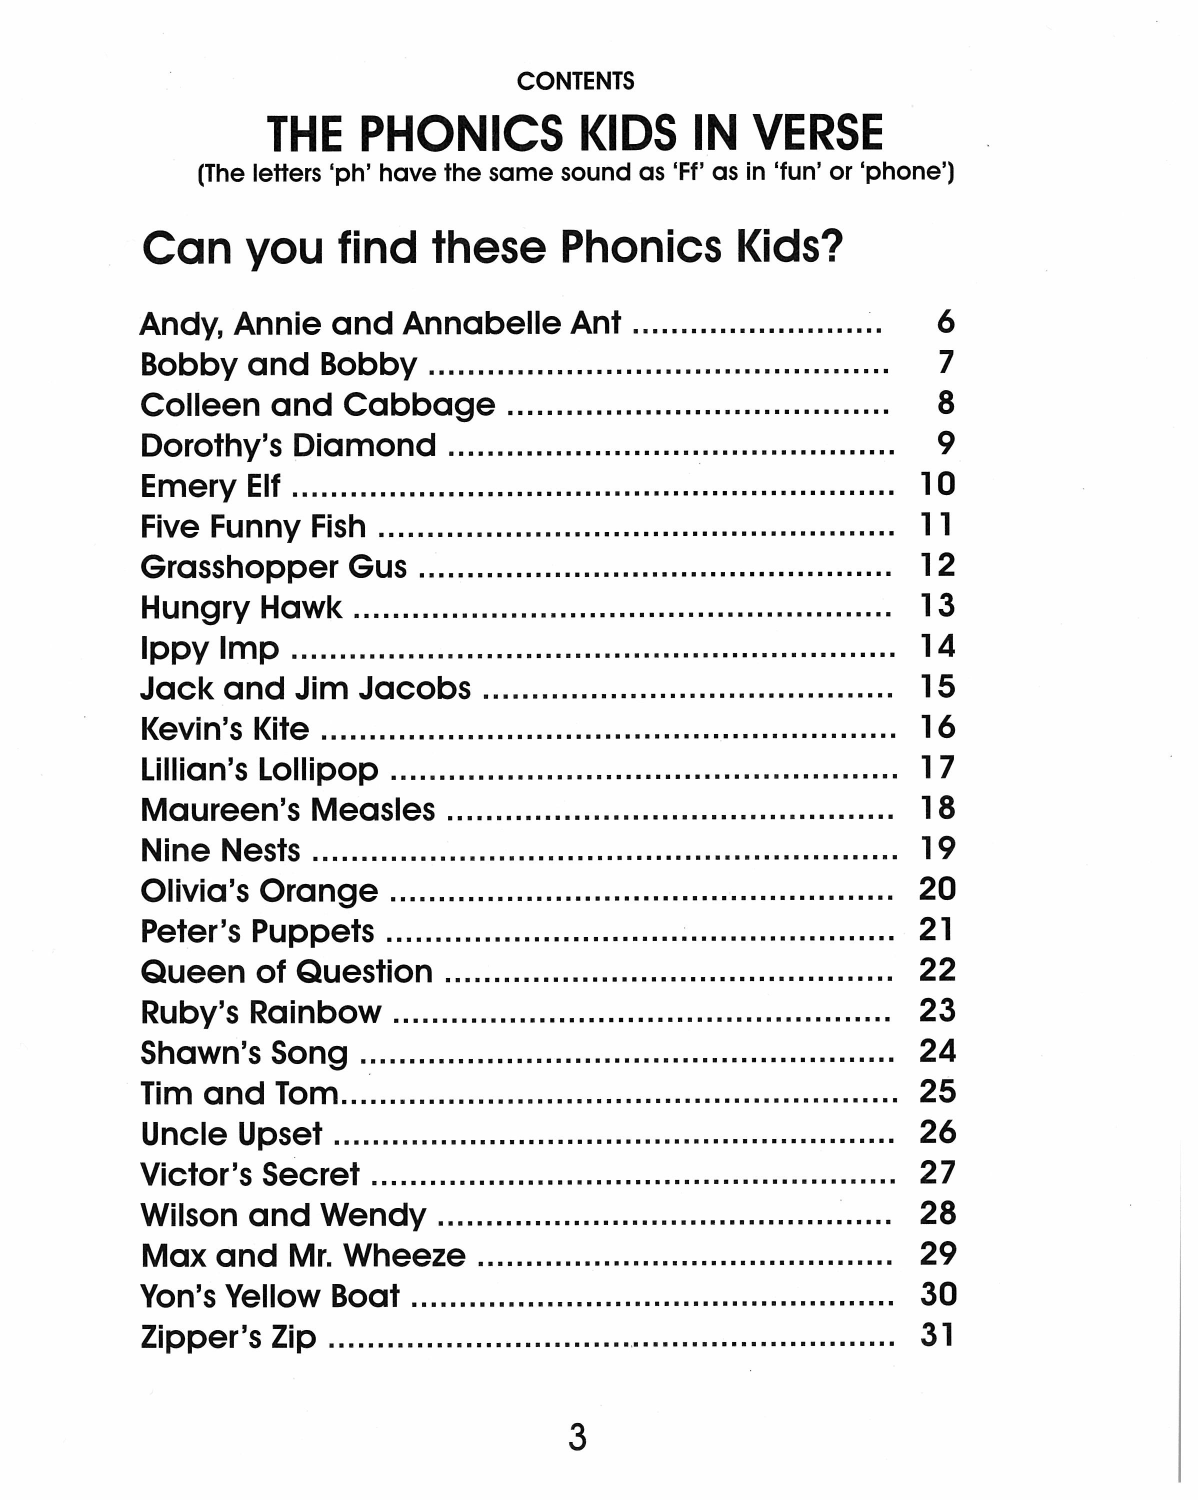 CONTENTS
THE PHONICS KIDS IN VERSE
(The letters ‘ph’ have the same sound as ‘Ff’ as in ‘fun’ or ‘phone’)
Can you find these Phonics Kids?
Andy, Annie and Annabelle Ant .......................... 6
Bobby and Bobby ................................................ 7
Colleen and Cabbage ........................................ 8
Dorothy’s Diamond .............................................. 9
Emery Elf .............................................................. 10
Five Funny Fish ..................................................... 11
Grasshopper Gus ................................................. 12
Hungry Hawk ....................................................... 13
Ippy Imp .............................................................. 14
Jack and Jim Jacobs .......................................... 15
Kevin’s Kite ........................................................... 16
Lillian’s Lollipop .................................................... 17
Maureen’s Measles .............................................. 18
Nine Nests ............................................................ 19
Olivia’s Orange .................................................... 20
Peter’s Puppets .................................................... 21
Queen of Question .............................................. 22
Ruby’s Rainbow ................................................... 23
Shawn’s Song ....................................................... 24
Tim and Tom......................................................... 25
Uncle Upset .......................................................... 26
Victor’s Secret ...................................................... 27
Wilson and Wendy ............................................... 28
Max and Mr. Wheeze ........................................... 29
Yon’s Yellow Boat .................................................. 30
Zipper’s Zip ........................................................... 31
3